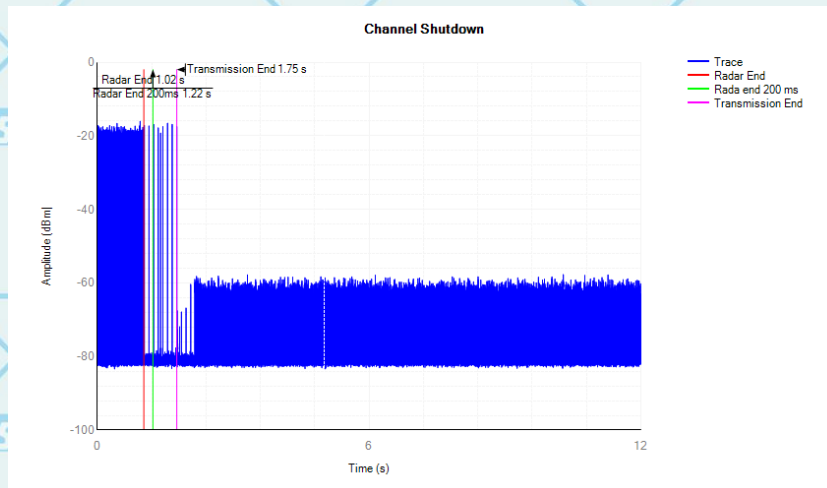 Channel Shutdown
0
Transmission End 1.75 s
Radar End 1.02 s
Radar End 200ms 1.22 s
-20
-40
-60
-80
-100
0
6
12
Amplitude [dBm]
Time (s)
Trace
Radar End
Rada end 200 ms
Transmission End